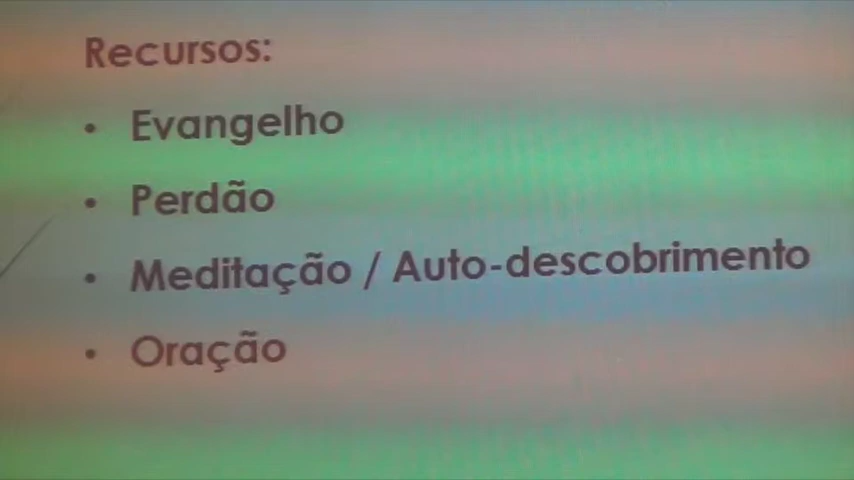 Recursos:
• Evangelho
• Perdão
• Meditação / Auto-descobrimento
• Oração